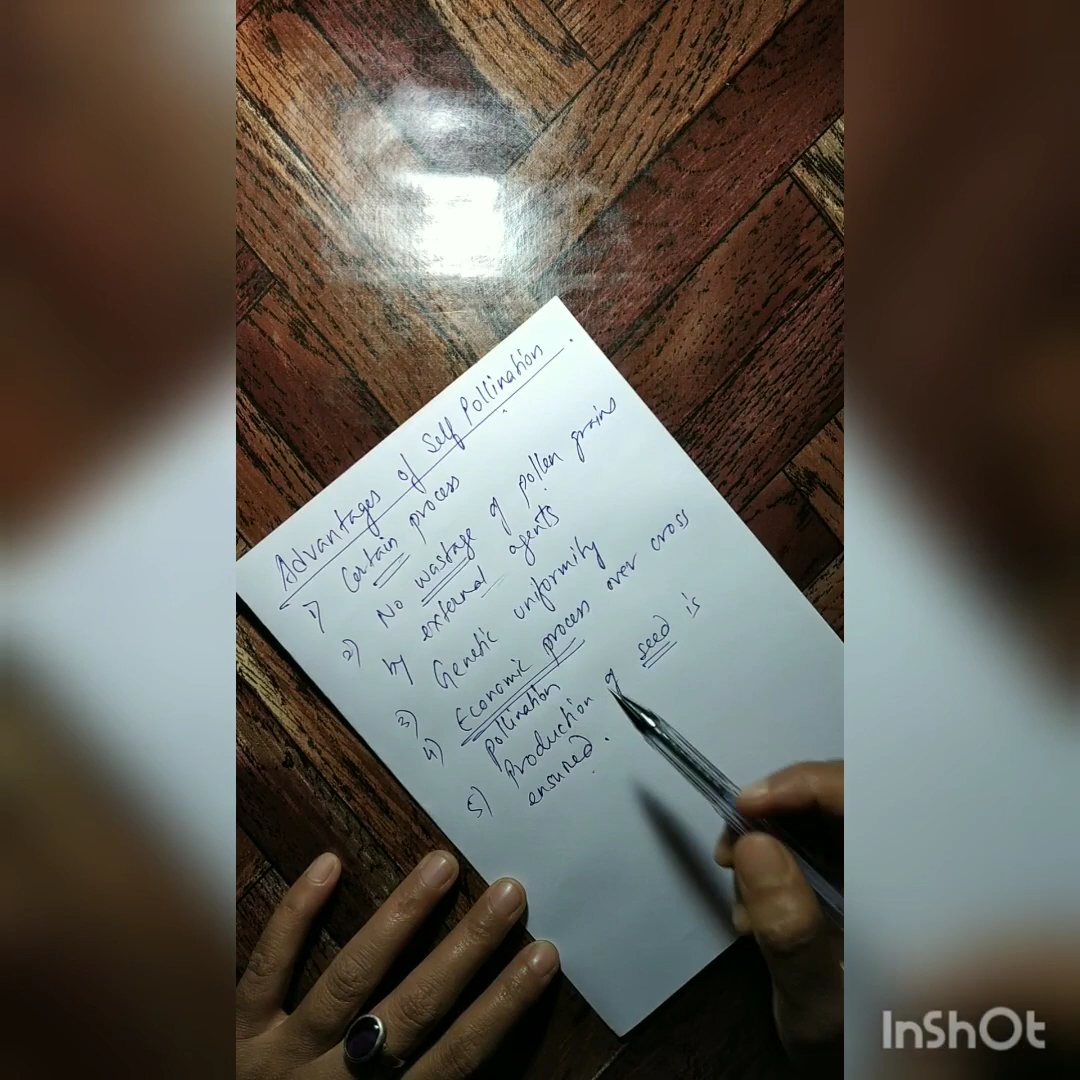 Advantages of Self Pollination.
1) Certain process
2) No wastage of pollen grains
by external agents
3) Genetic uniformity
4) Economic process over cross
pollination
5) Production of seed is
ensured.
InShOt